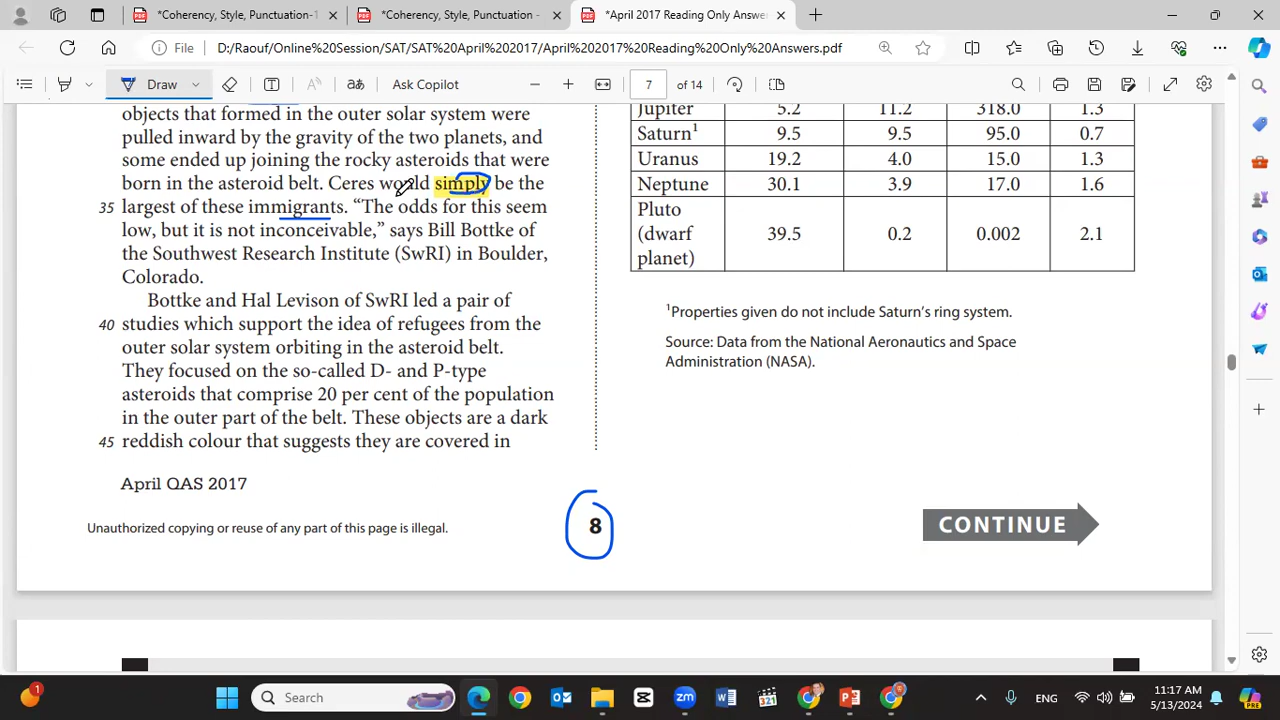 *Coherency, Style, Punctuation-1
*Coherency, Style, Punctuation -
*April 2017 Reading Only Answer
File
D:/Raouf/Online%20Session/SAT/SAT%20April%202017/April%202017%20Reading%20Only%20Answers.pdf
Draw
Ask Copilot
7
of 14
objects that formed in the outer solar system were
pulled inward by the gravity of the two planets, and
some ended up joining the rocky asteroids that were
born in the asteroid belt. Ceres would simply be the
35 largest of these immigrants. “The odds for this seem
low, but it is not inconceivable,” says Bill Bottke of
the Southwest Research Institute (SwRI) in Boulder,
Colorado.
Bottke and Hal Levison of SwRI led a pair of
40 studies which support the idea of refugees from the
outer solar system orbiting in the asteroid belt.
They focused on the so-called D- and P-type
asteroids that comprise 20 per cent of the population
in the outer part of the belt. These objects are a dark
45 reddish colour that suggests they are covered in
Jupiter 5.2 11.2 318.0 1.3
Saturn¹ 9.5 9.5 95.0 0.7
Uranus 19.2 4.0 15.0 1.3
Neptune 30.1 3.9 17.0 1.6
Pluto
(dwarf 39.5 0.2 0.002 2.1
planet)
¹Properties given do not include Saturn’s ring system.
Source: Data from the National Aeronautics and Space
Administration (NASA).
April QAS 2017
Unauthorized copying or reuse of any part of this page is illegal.
8
CONTINUE
1
Search
ENG
11:17 AM
5/13/2024